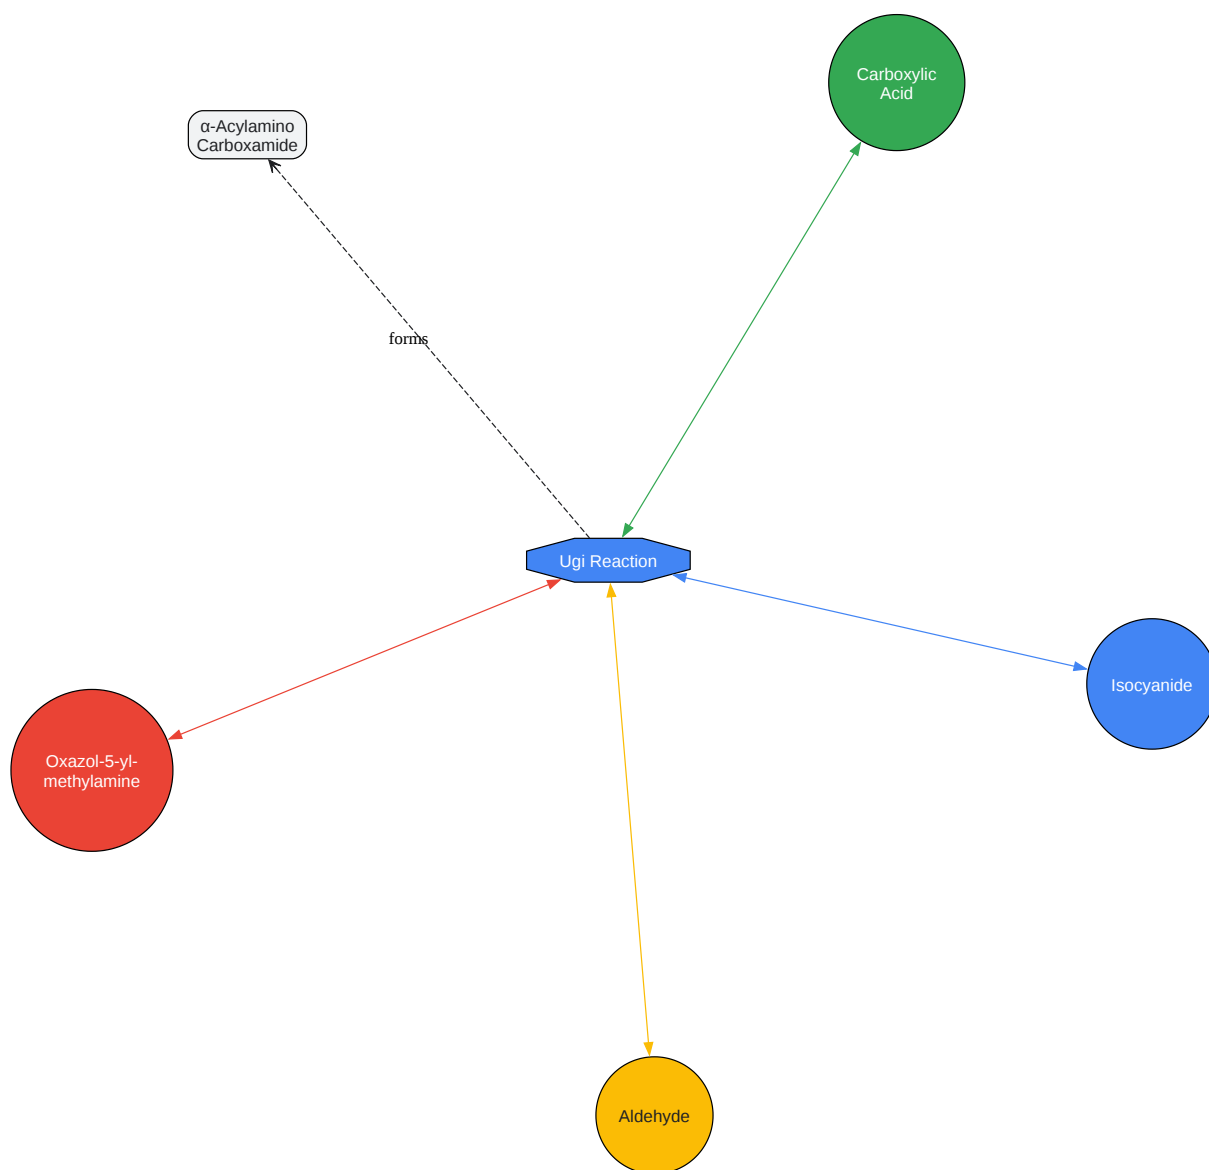 Carboxylic
Acid
α-Acylamino
Carboxamide
forms
Ugi Reaction
Isocyanide
Oxazol-5-yl-
methylamine
Aldehyde